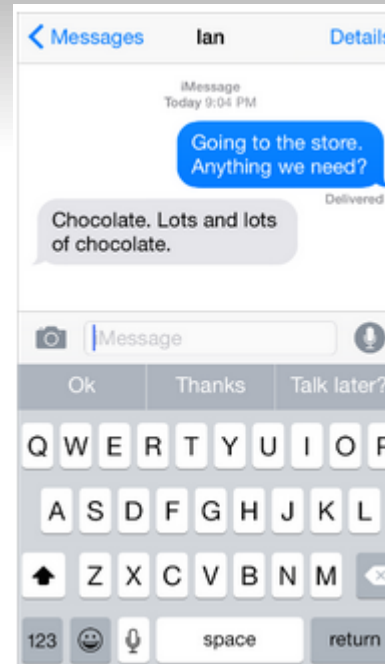 Messages Ian Details
iMessage
Today 9:04 PM
Going to the store.
Anything we need?
Delivered
Chocolate. Lots and lots
of chocolate.
iMessage
Ok Thanks Talk later?
Q W E R T Y U I O P
A S D F G H J K L
Z X C V B N M
123 space return